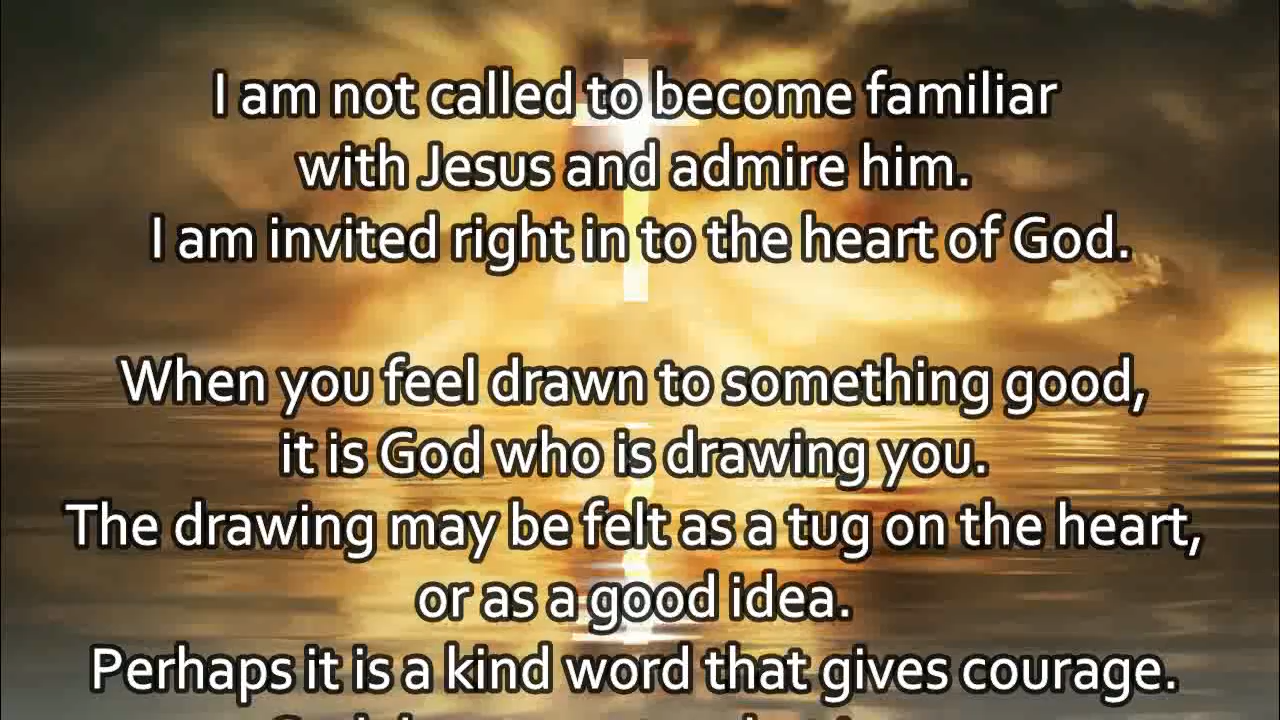 I am not called to become familiar
with Jesus and admire him.
I am invited right in to the heart of God.
When you feel drawn to something good,
it is God who is drawing you.
The drawing may be felt as a tug on the heart,
or as a good idea.
Perhaps it is a kind word that gives courage.